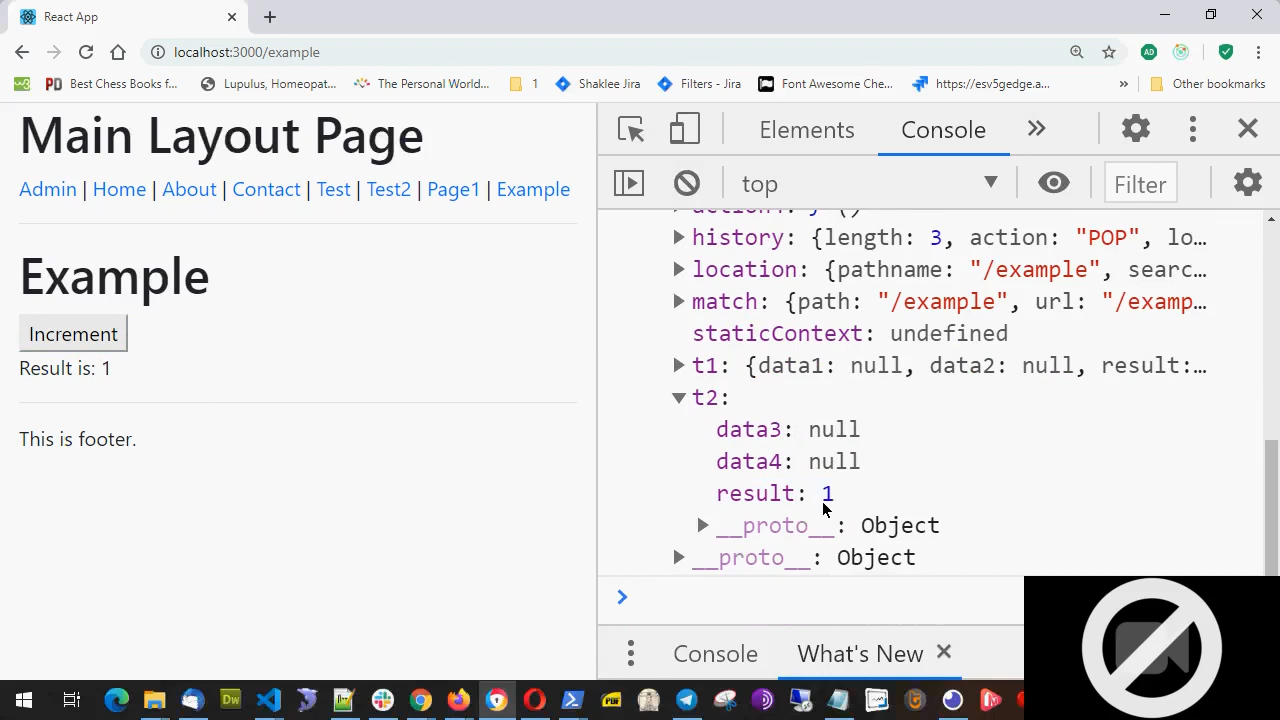 React App
localhost:3000/example
Best Chess Books f...
Lupulus, Homeopat...
The Personal World...
1
Shaklee Jira
Filters - Jira
Font Awesome Che...
https://esv5gedge.a...
»
Other bookmarks
Main Layout Page
Admin | Home | About | Contact | Test | Test2 | Page1 | Example
Example
Increment
Result is: 1
This is footer.
Elements
Console
top
Filter
history: {length: 3, action: "POP", lo…
location: {pathname: "/example", searc…
match: {path: "/example", url: "/examp…
staticContext: undefined
t1: {data1: null, data2: null, result:…
t2:
data3: null
data4: null
result: 1
__proto__: Object
__proto__: Object
Console
What's New